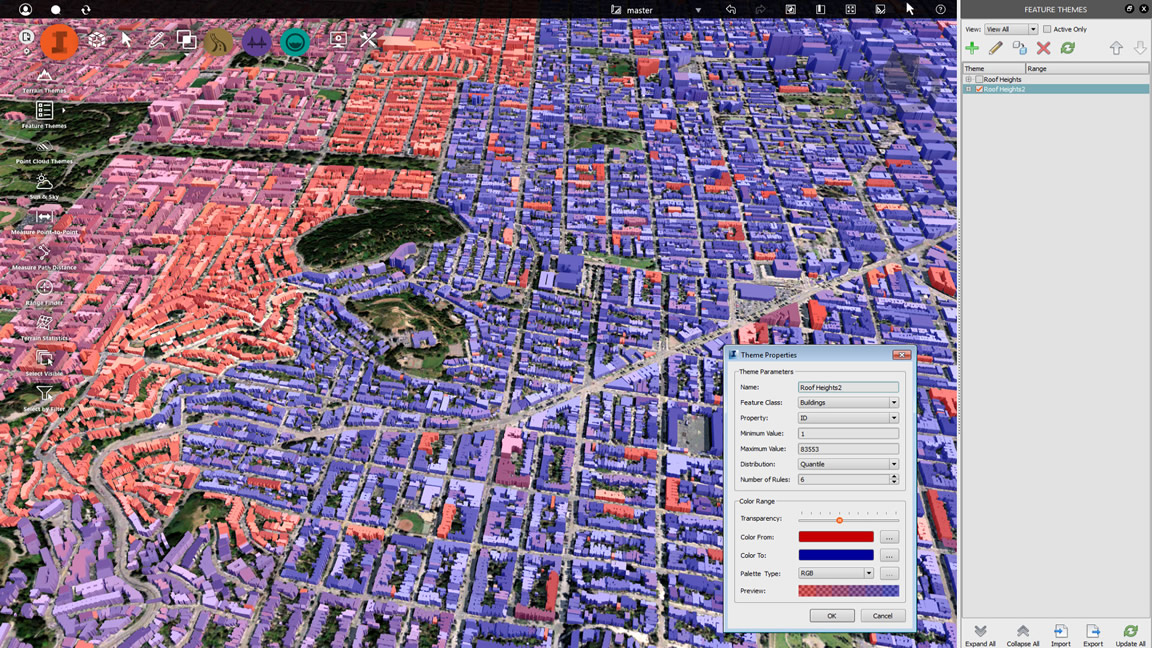 master
FEATURE THEMES
View: View All Active Only
Theme Range
Roof Heights
Roof Heights2
Terrain Themes
Feature Themes
Point Cloud Themes
Sun & Sky
Measure Point-to-Point
Measure Path Distance
Range Finder
Terrain Statistics
Select Visible
Select by Filter
Theme Properties
Theme Parameters
Name: Roof Heights2
Feature Class: Buildings
Property: ID
Minimum Value: 1
Maximum Value: 83553
Distribution: Quantile
Number of Rules: 6
Color Range
Transparency:
Color From: ...
Color To: ...
Palette Type: RGB ...
Preview:
OK Cancel
Expand All Collapse All Import Export Update All